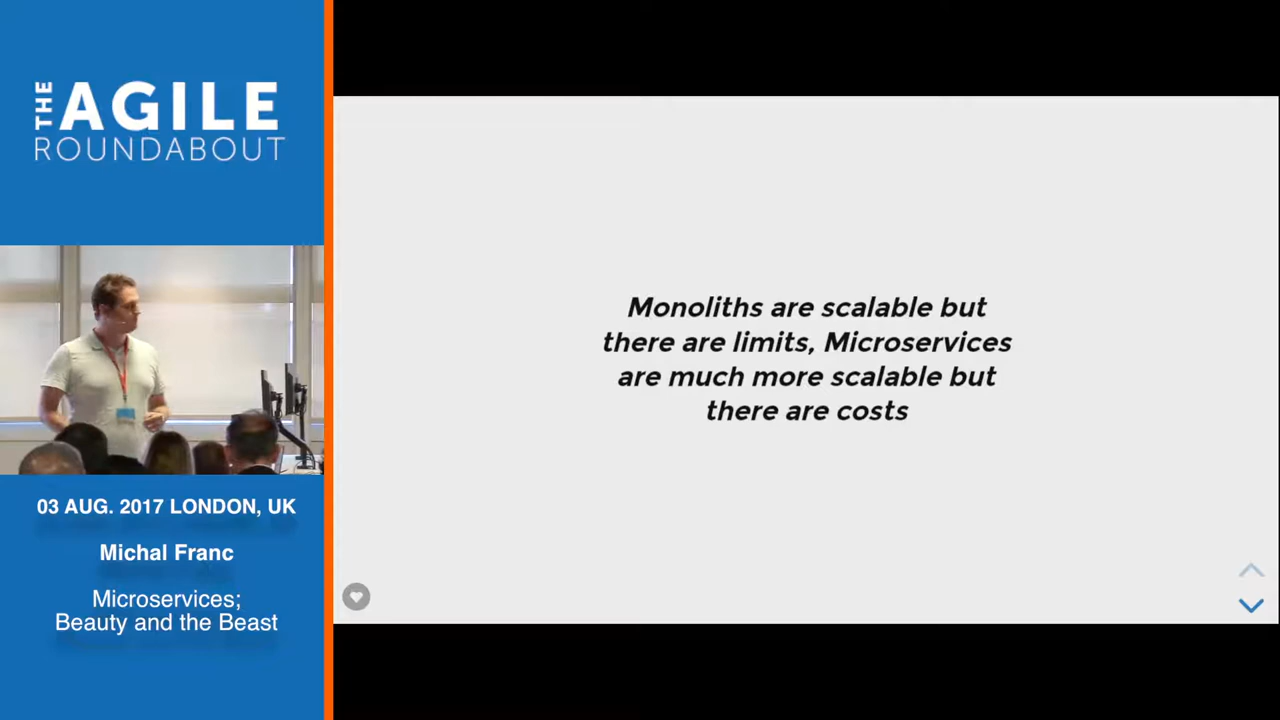 THE AGILE
ROUNDABOUT
03 AUG. 2017 LONDON, UK
Michal Franc
Microservices;
Beauty and the Beast
Monoliths are scalable but
there are limits, Microservices
are much more scalable but
there are costs